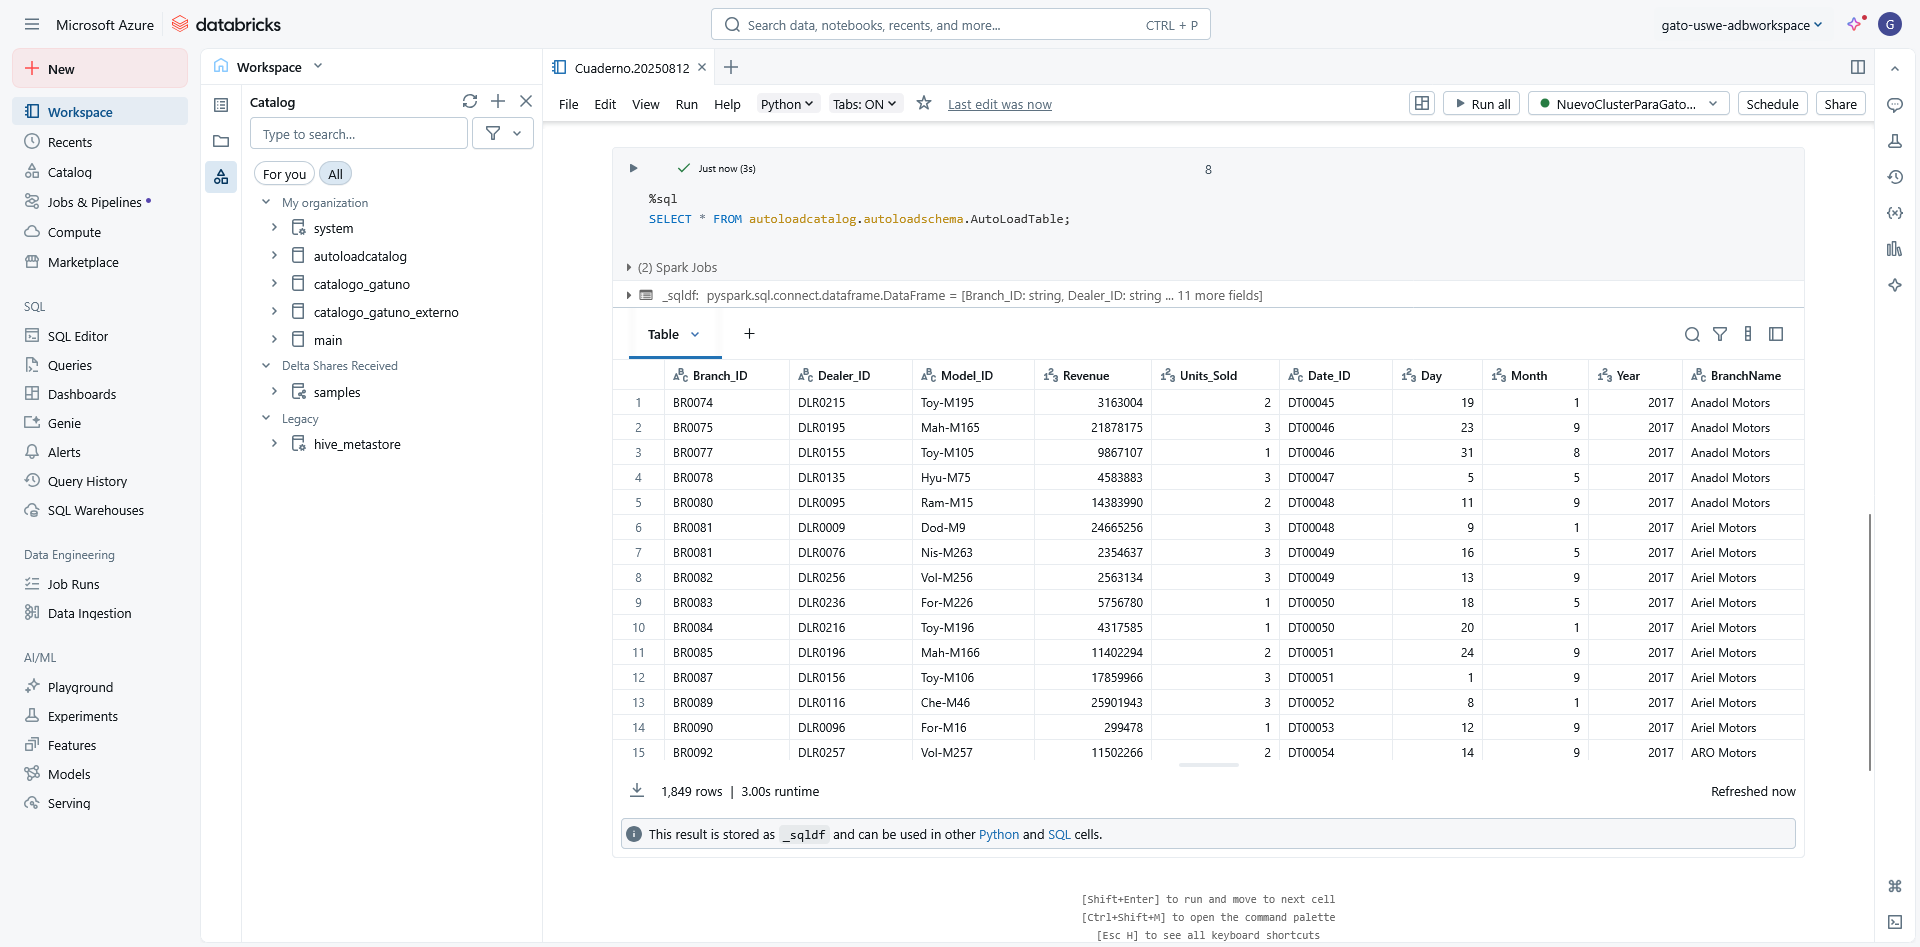 Microsoft Azure
databricks
Search data, notebooks, recents, and more...
CTRL + P
gato-uswe-adbworkspace
G
New
Workspace
Recents
Catalog
Jobs & Pipelines
Compute
Marketplace
SQL
SQL Editor
Queries
Dashboards
Genie
Alerts
Query History
SQL Warehouses
Data Engineering
Job Runs
Data Ingestion
AI/ML
Playground
Experiments
Features
Models
Serving
Workspace
Catalog
Type to search...
For you
All
My organization
system
autoloadcatalog
catalogo_gatuno
catalogo_gatuno_externo
main
Delta Shares Received
samples
Legacy
hive_metastore
Cuaderno.20250812
File Edit View Run Help Python Tabs: ON Last edit was now
Run all
NuevoClusterParaGato...
Schedule
Share
Just now (3s)
8
%sql
SELECT * FROM autoloadcatalog.autoloadschema.AutoLoadTable;
(2) Spark Jobs
_sqldf: pyspark.sql.connect.dataframe.DataFrame = [Branch_ID: string, Dealer_ID: string ... 11 more fields]
Table
Branch_ID Dealer_ID Model_ID Revenue Units_Sold Date_ID Day Month Year BranchName
1 BR0074 DLR0215 Toy-M195 3163004 2 DT00045 19 1 2017 Anadol Motors
2 BR0075 DLR0195 Mah-M165 21878175 3 DT00046 23 9 2017 Anadol Motors
3 BR0077 DLR0155 Toy-M105 9867107 1 DT00046 31 8 2017 Anadol Motors
4 BR0078 DLR0135 Hyu-M75 4583883 3 DT00047 5 5 2017 Anadol Motors
5 BR0080 DLR0095 Ram-M15 14383990 2 DT00048 11 9 2017 Anadol Motors
6 BR0081 DLR0009 Dod-M9 24665256 3 DT00048 9 1 2017 Ariel Motors
7 BR0081 DLR0076 Nis-M263 2354637 3 DT00049 16 5 2017 Ariel Motors
8 BR0082 DLR0256 Vol-M256 2563134 3 DT00049 13 9 2017 Ariel Motors
9 BR0083 DLR0236 For-M226 5756780 1 DT00050 18 5 2017 Ariel Motors
10 BR0084 DLR0216 Toy-M196 4317585 1 DT00050 20 1 2017 Ariel Motors
11 BR0085 DLR0196 Mah-M166 11402294 2 DT00051 24 9 2017 Ariel Motors
12 BR0087 DLR0156 Toy-M106 17859966 3 DT00051 1 9 2017 Ariel Motors
13 BR0089 DLR0116 Che-M46 25901943 3 DT00052 8 1 2017 Ariel Motors
14 BR0090 DLR0096 For-M16 299478 1 DT00053 12 9 2017 Ariel Motors
15 BR0092 DLR0257 Vol-M257 11502266 2 DT00054 14 9 2017 ARO Motors
1,849 rows | 3.00s runtime
Refreshed now
This result is stored as _sqldf and can be used in other Python and SQL cells.
[Shift+Enter] to run and move to next cell
[Ctrl+Shift+M] to open the command palette
[Esc H] to see all keyboard shortcuts